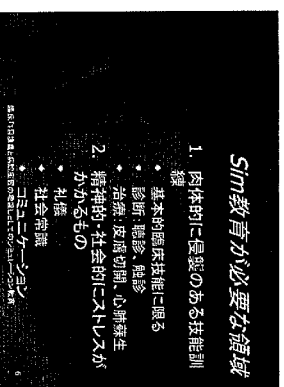 Sim教育が必要な領域
1. 肉体的に侵襲のある技能訓
練
• 基本的臨床技能に限る
• 診断:聴診、触診
• 治療:皮膚切開、心肺蘇生
2. 精神的・社会的にストレスが
かかるもの
• 礼儀
• 社会常識
• コミュニケーション
6